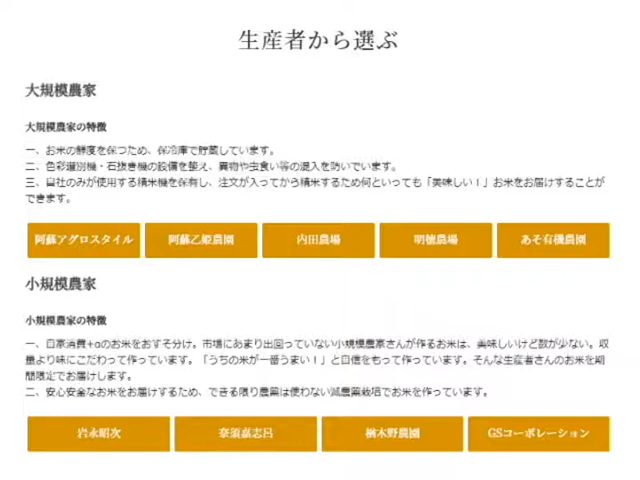 生産者から選ぶ
大規模農家
大規模農家の特徴
一、お米の鮮度を保つため、保冷庫で貯蔵しています。
二、色彩選別機・石抜き機の設備を整え、異物や虫食い等の混入を防いでいます。
三、自社のみが使用する精米機を保有し、注文が入ってから精米するため何といっても「美味しい！」お米をお届けすることが
できます。
阿蘇アグロスタイル 阿蘇乙姫農園 内田農場 明徳農場 あそ有機農園
小規模農家
小規模農家の特徴
一、自家消費+αのお米をおすそ分け。市場にあまり出回っていない小規模農家さんが作るお米は、美味しいけど数が少ない。収
量より味にこだわって作っています。「うちの米が一番うまい！」と自信をもって作っています。そんな生産者さんのお米を期
間限定でお届けします。
二、安心安全なお米をお届けするため、できる限り農薬は使わない減農薬栽培でお米を作っています。
岩永昭次 奈須嘉志呂 楢木野農園 GSコーポレーション